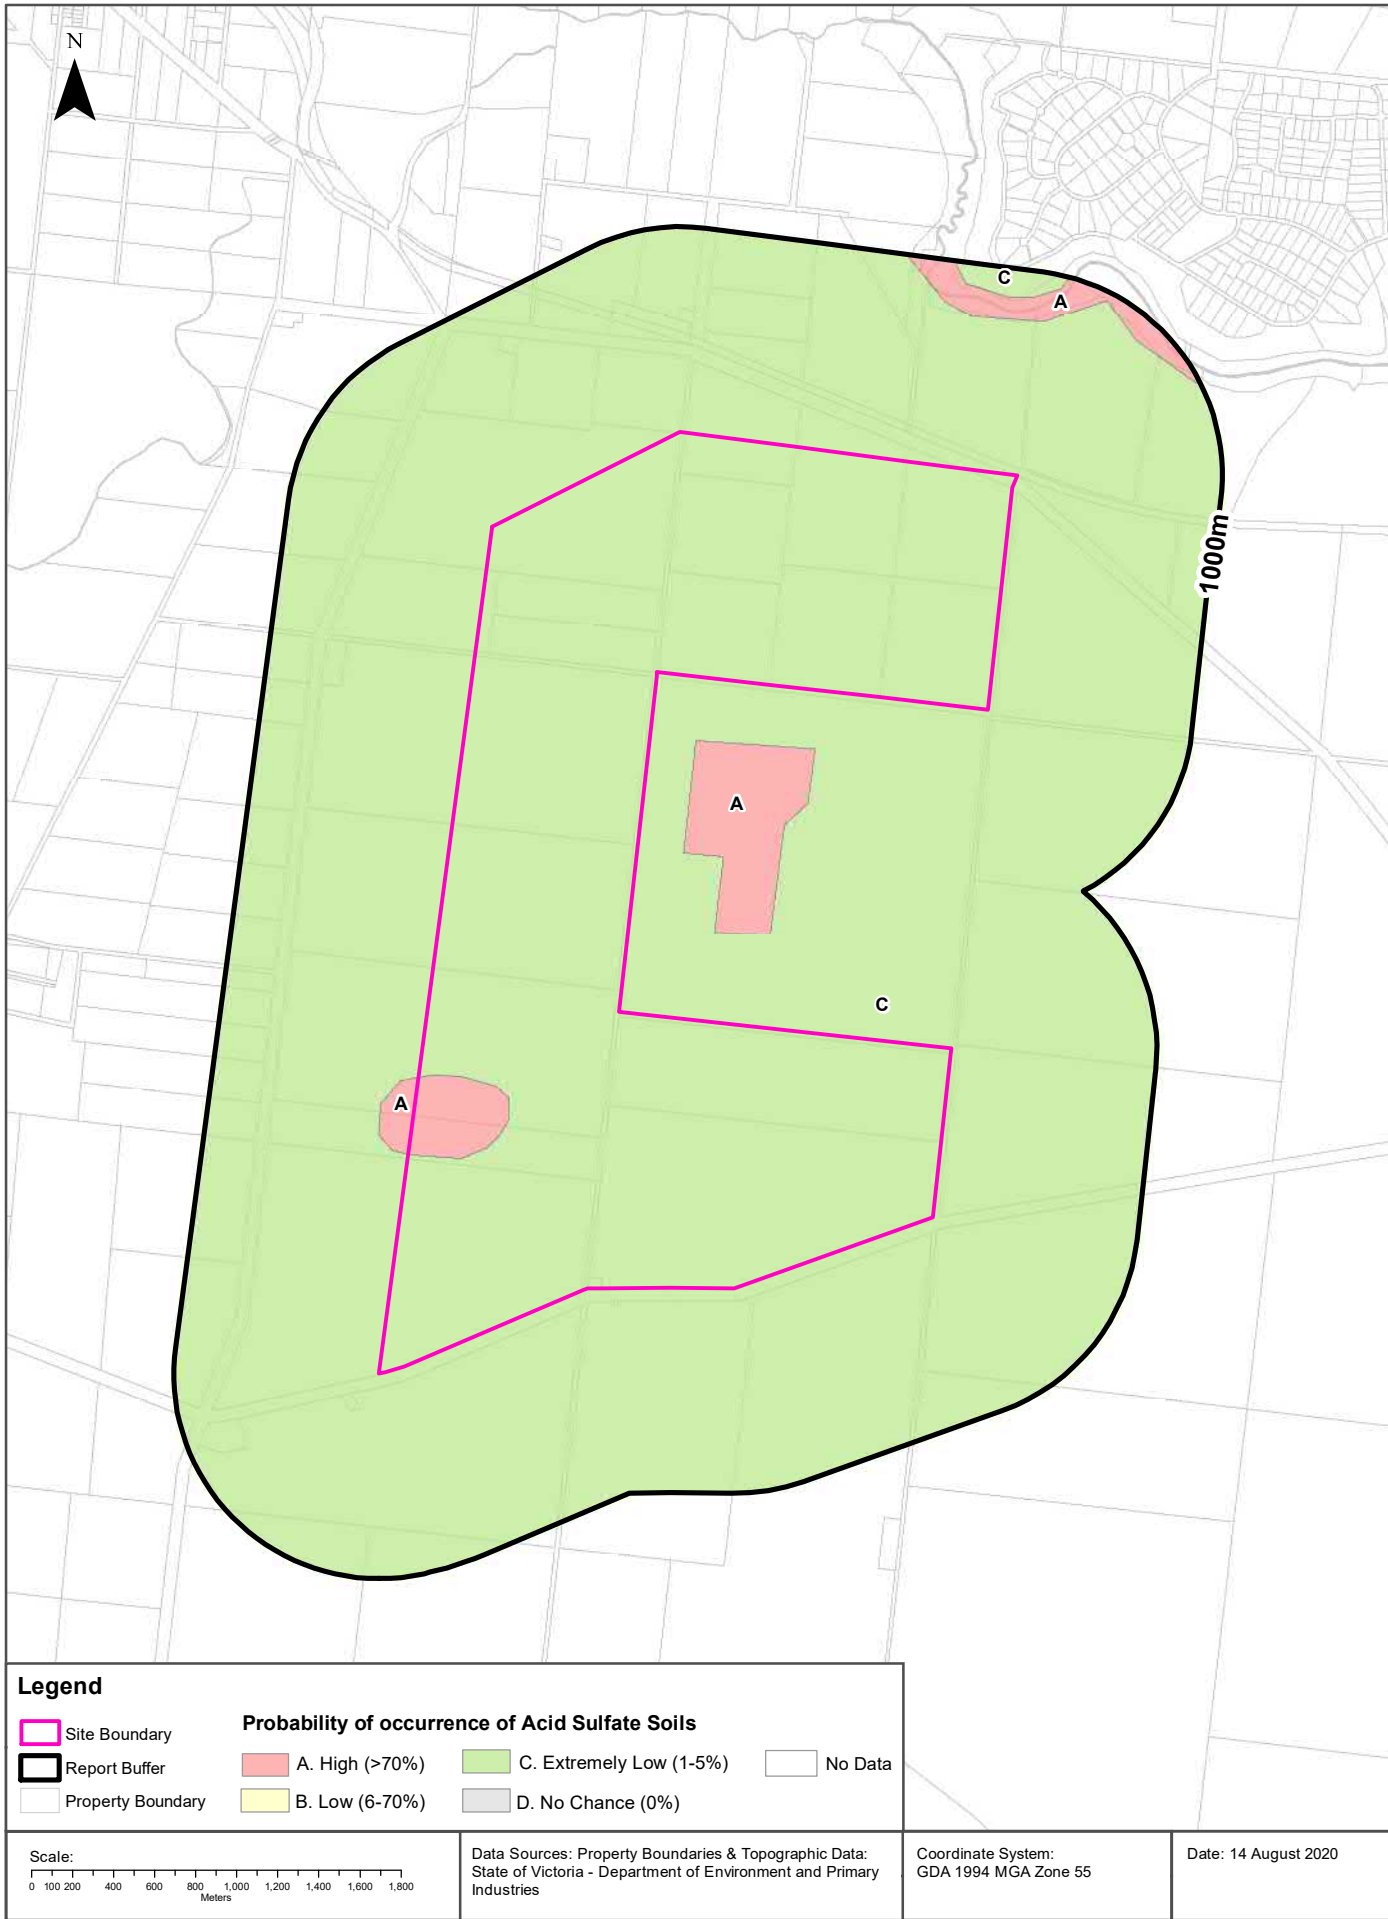 N
C
A
1000m
A
C
A
Legend
Site Boundary
Report Buffer
Property Boundary
Probability of occurrence of Acid Sulfate Soils
A. High (>70%)
B. Low (6-70%)
C. Extremely Low (1-5%)
D. No Chance (0%)
No Data
Scale:
0 100 200 400 600 800 1,000 1,200 1,400 1,600 1,800
Meters
Data Sources: Property Boundaries & Topographic Data:
State of Victoria - Department of Environment and Primary
Industries
Coordinate System:
GDA 1994 MGA Zone 55
Date: 14 August 2020